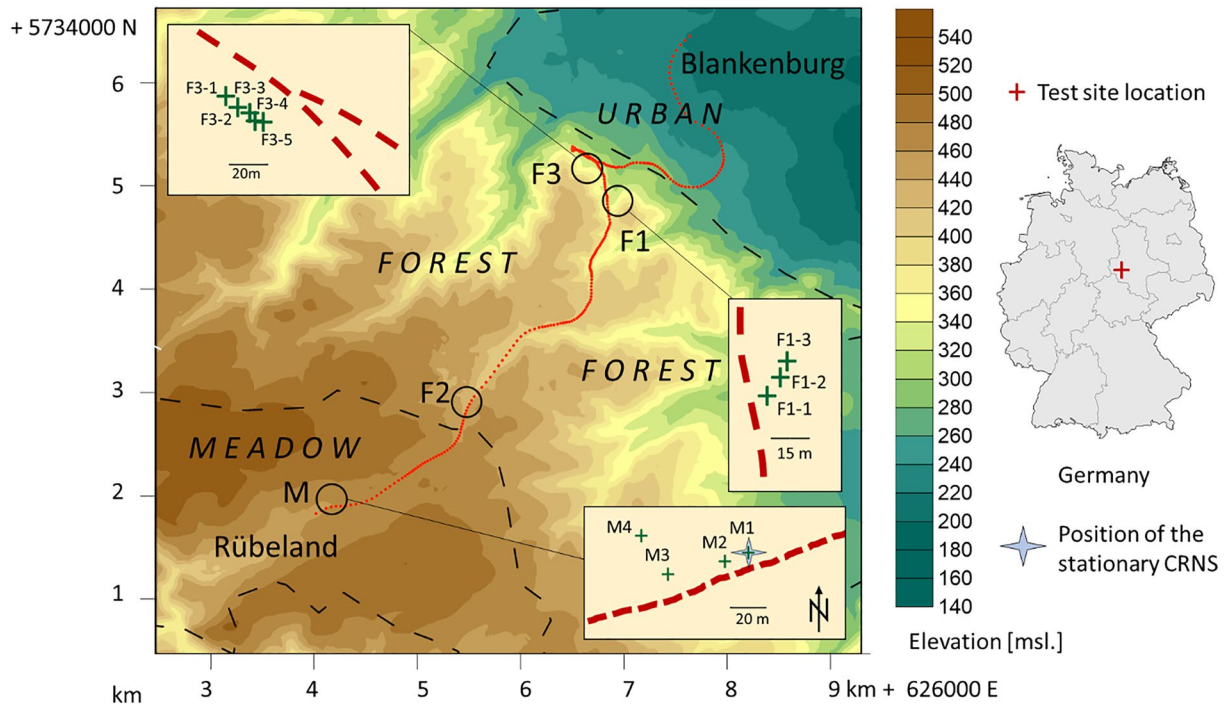 + 5734000 N
6
5
4
3
2
1
km
3
4
5
6
7
8
9 km + 626000 E
F3-1
F3-3
F3-4
F3-2
F3-5
20m
Blankenburg
URBAN
F3
F1
FOREST
FOREST
F1-3
F1-2
F1-1
15 m
F2
MEADOW
M
Rübeland
M4
M3
M2
M1
20 m
N
540
520
500
480
460
440
420
400
380
360
340
320
300
280
260
240
220
200
180
160
140
Elevation [msl.]
Test site location
Germany
Position of the
stationary CRNS